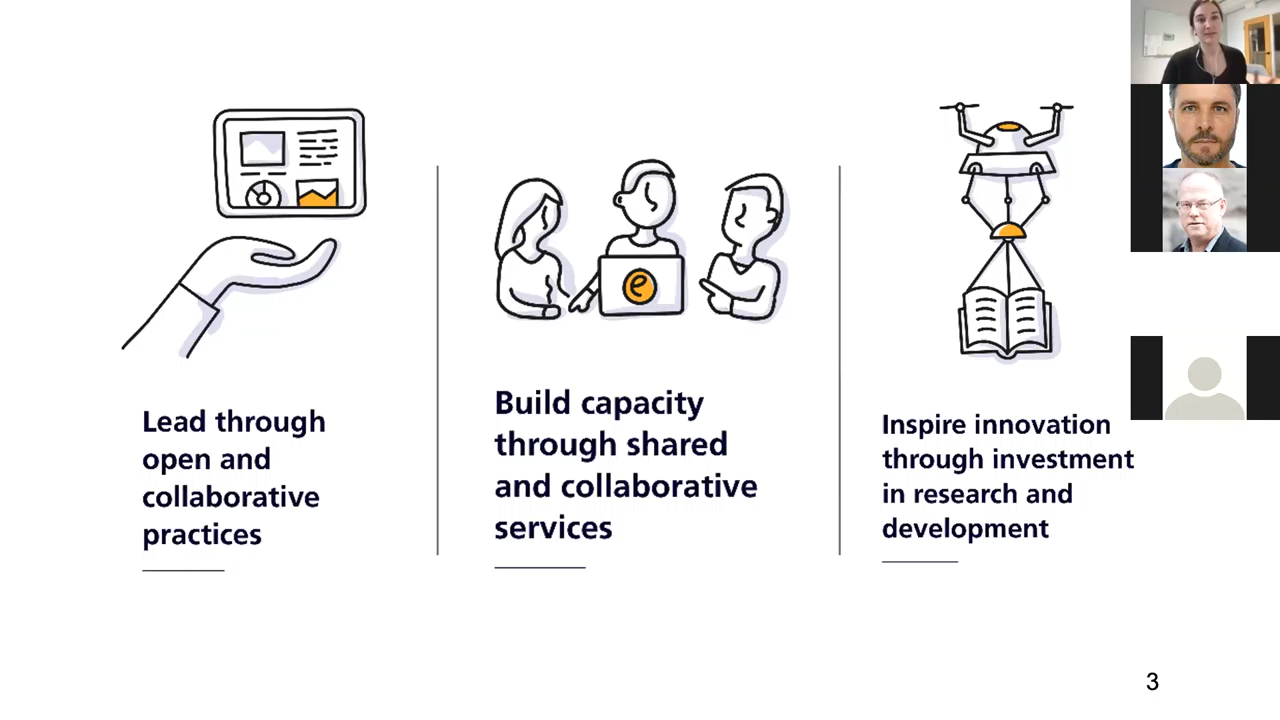 Lead through
open and
collaborative
practices
e
Build capacity
through shared
and collaborative
services
Inspire innovation
through investment
in research and
development
3